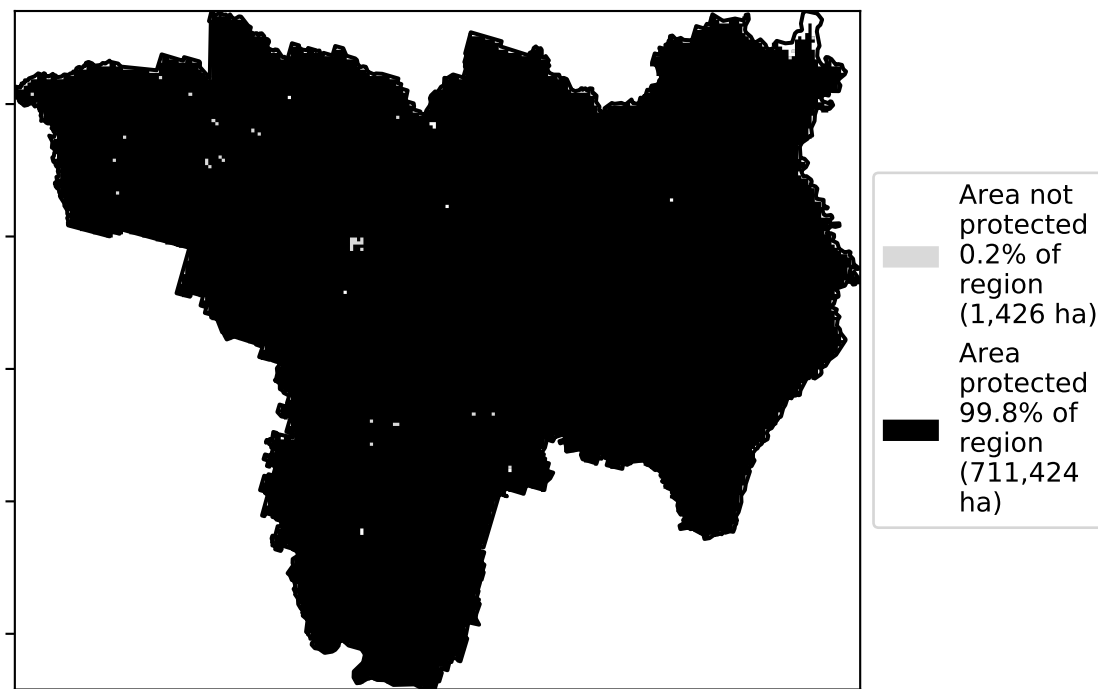 Area not
protected
0.2% of
region
(1,426 ha)
Area
protected
99.8% of
region
(711,424
ha)